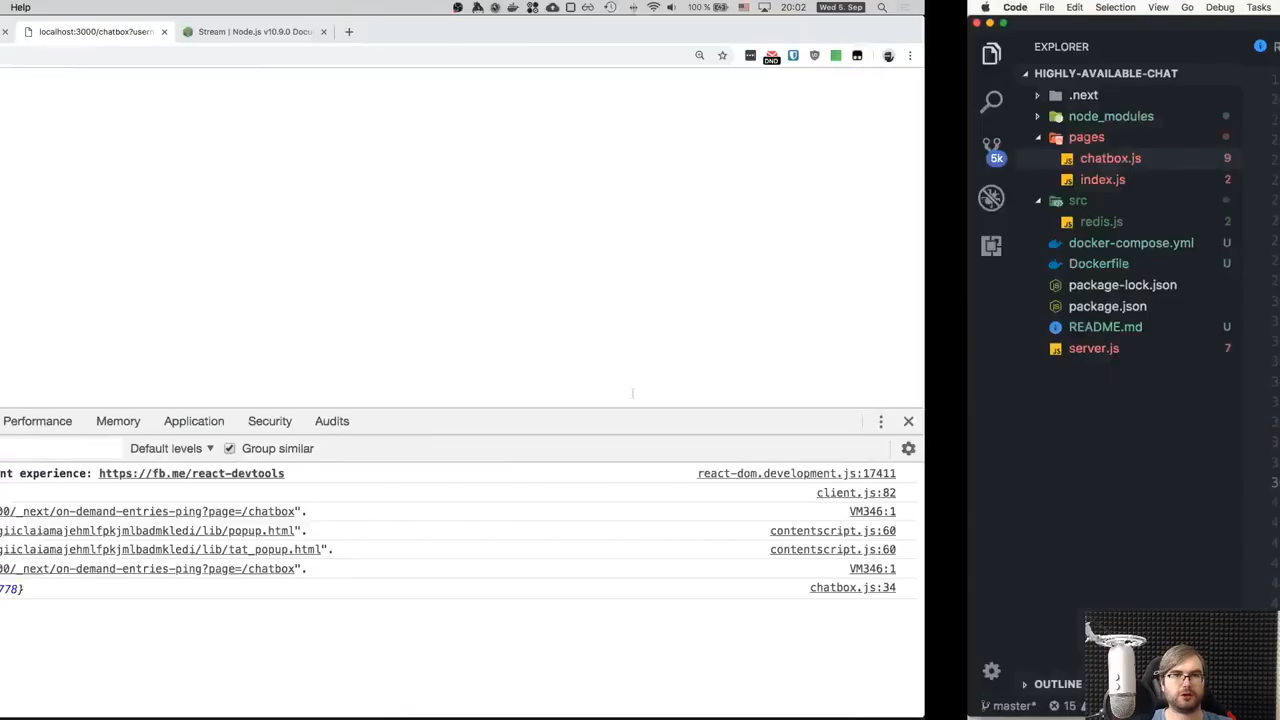 Help
100 %
20:02
Wed 5. Sep
localhost:3000/chatbox?usern
Stream | Node.js v10.9.0 Docu
DND
Performance
Memory
Application
Security
Audits
Default levels
Group similar
nt experience: https://fb.me/react-devtools
react-dom.development.js:17411
client.js:82
00/_next/on-demand-entries-ping?page=/chatbox".
VM346:1
giiclaiamajehmlfpkjmlbadmkledi/lib/popup.html".
contentscript.js:60
giiclaiamajehmlfpkjmlbadmkledi/lib/tat_popup.html".
contentscript.js:60
00/_next/on-demand-entries-ping?page=/chatbox".
VM346:1
778}
chatbox.js:34
Code File Edit Selection View Go Debug Tasks
EXPLORER
HIGHLY-AVAILABLE-CHAT
.next
node_modules
pages
chatbox.js 9
index.js 2
src
redis.js 2
docker-compose.yml U
Dockerfile U
package-lock.json
package.json
README.md U
server.js 7
5k
OUTLINE
master* 15